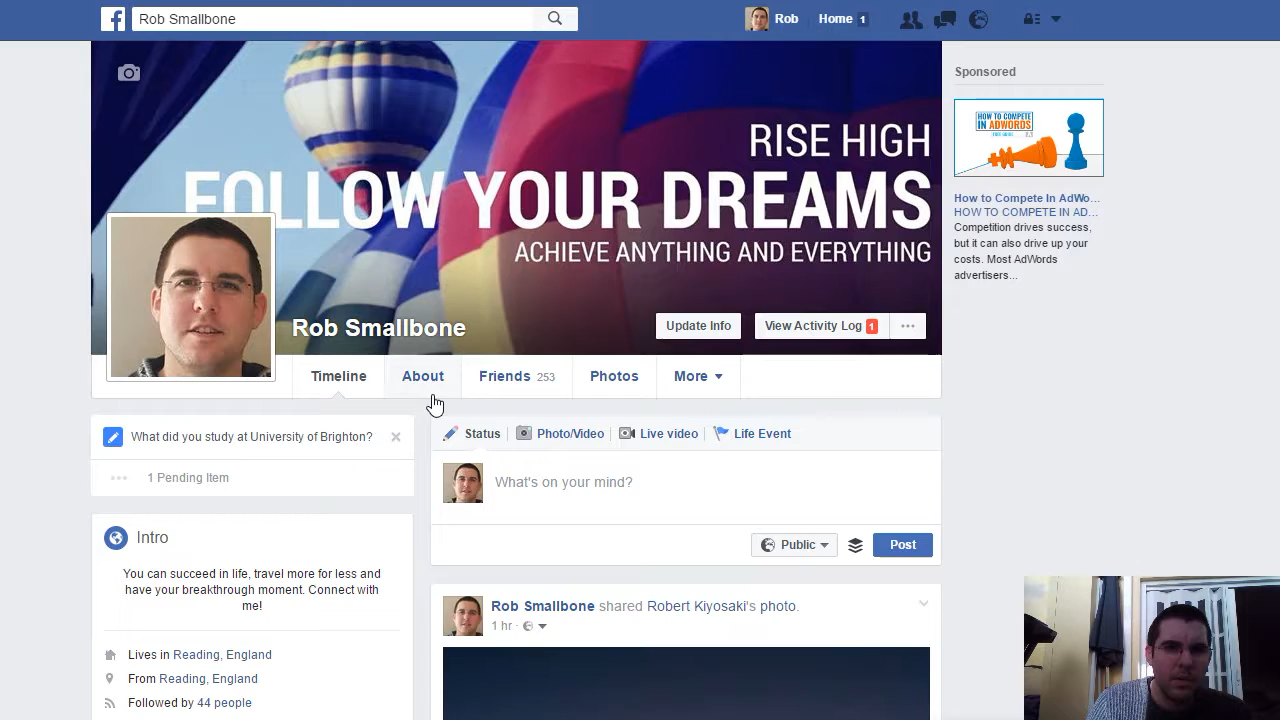 Rob Smallbone
Rob
Home 1
RISE HIGH
FOLLOW YOUR DREAMS
ACHIEVE ANYTHING AND EVERYTHING
Rob Smallbone
Update Info
View Activity Log 1
Timeline
About
Friends 253
Photos
More
Sponsored
HOW TO COMPETE
IN ADWORDS
How to Compete In AdWo...
HOW TO COMPETE IN AD...
Competition drives success,
but it can also drive up your
costs. Most AdWords
advertisers...
What did you study at University of Brighton?
1 Pending Item
Intro
You can succeed in life, travel more for less and
have your breakthrough moment. Connect with
me!
Lives in Reading, England
From Reading, England
Followed by 44 people
Status
Photo/Video
Live video
Life Event
What's on your mind?
Public
Post
Rob Smallbone shared Robert Kiyosaki's photo.
1 hr ·